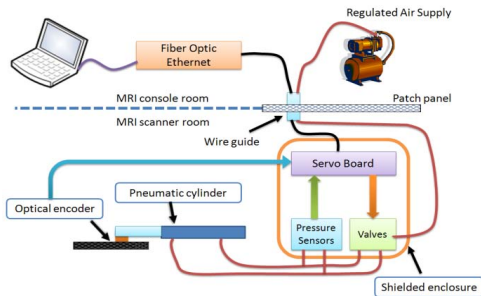 Regulated Air Supply
Fiber Optic
Ethernet
MRI console room
Patch panel
MRI scanner room
Wire guide
Servo Board
Pneumatic cylinder
Optical encoder
Pressure
Sensors
Valves
Shielded enclosure